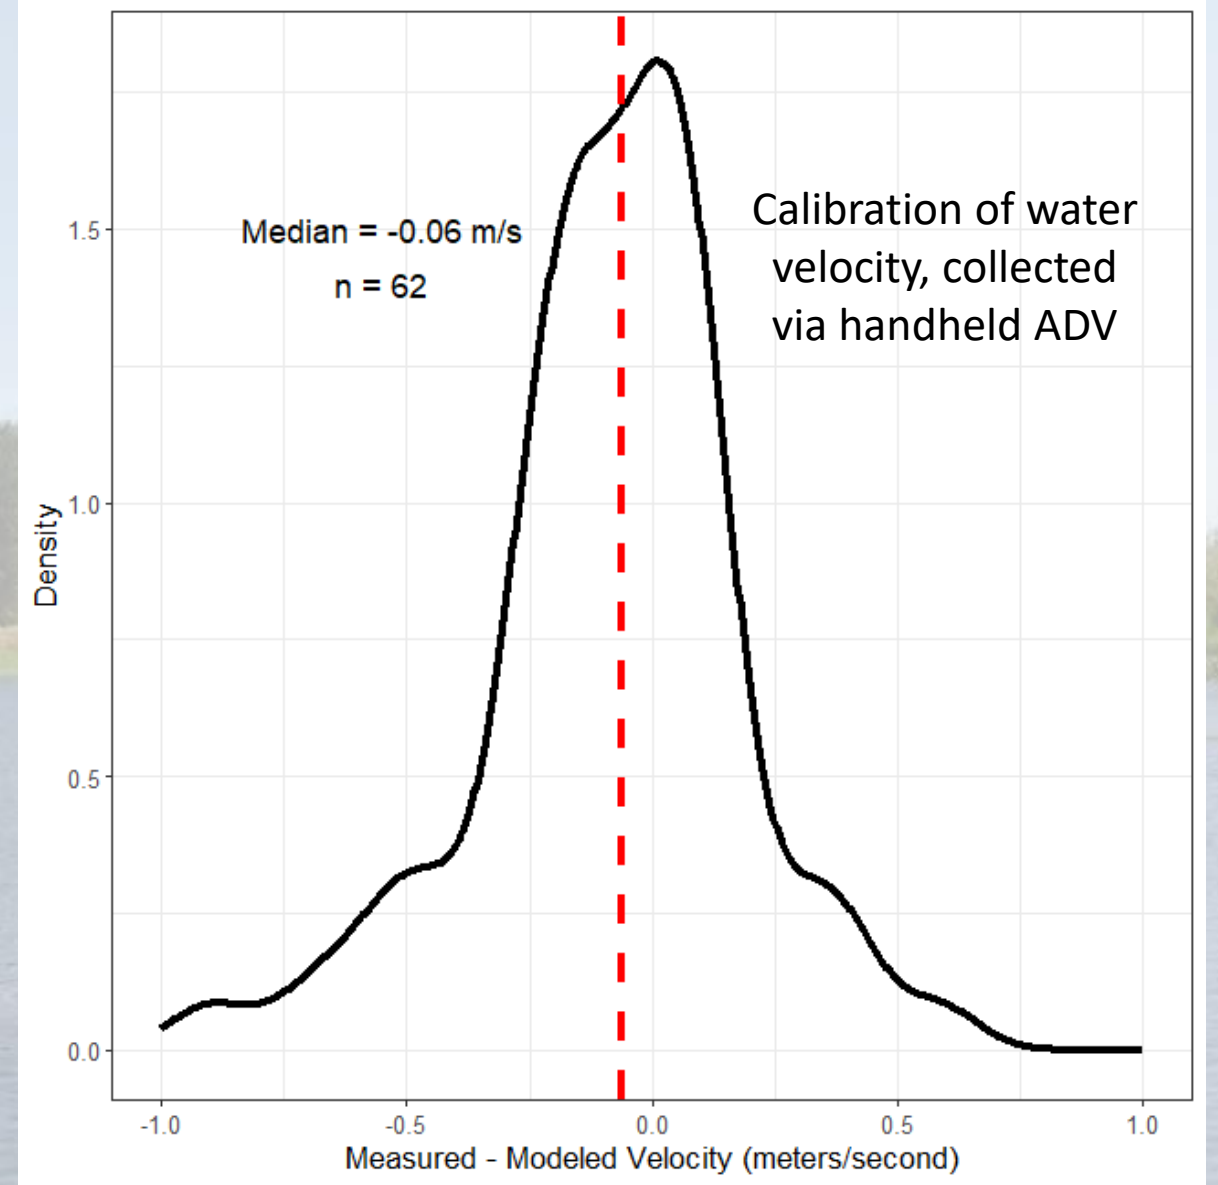 Median = -0.06 m/s
n = 62
Calibration of water
velocity, collected
via handheld ADV
Density
1.5
1.0
0.5
0.0
-1.0
-0.5
0.0
0.5
1.0
Measured - Modeled Velocity (meters/second)